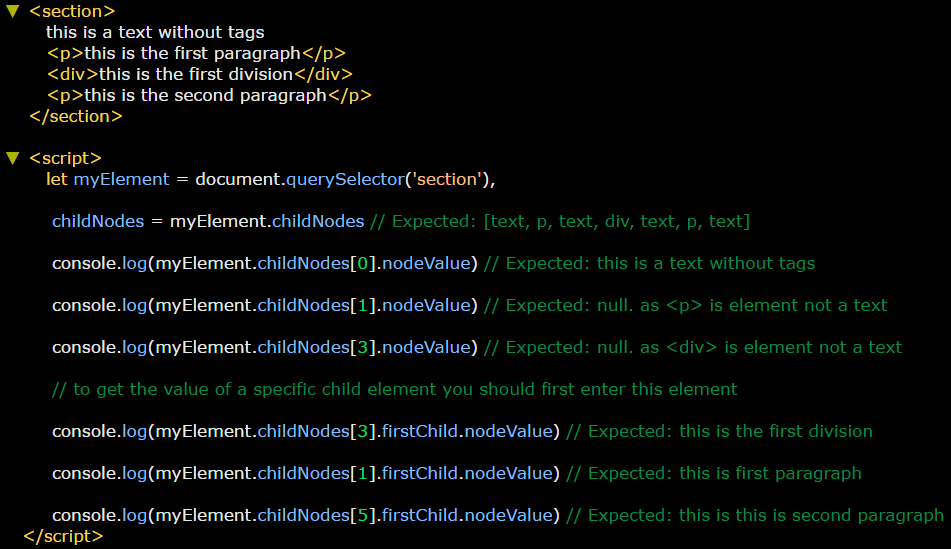 <section>
this is a text without tags
<p>this is the first paragraph</p>
<div>this is the first division</div>
<p>this is the second paragraph</p>
</section>
<script>
let myElement = document.querySelector('section'),
childNodes = myElement.childNodes // Expected: [text, p, text, div, text, p, text]
console.log(myElement.childNodes[0].nodeValue) // Expected: this is a text without tags
console.log(myElement.childNodes[1].nodeValue) // Expected: null. as <p> is element not a text
console.log(myElement.childNodes[3].nodeValue) // Expected: null. as <div> is element not a text
// to get the value of a specific child element you should first enter this element
console.log(myElement.childNodes[3].firstChild.nodeValue) // Expected: this is the first division
console.log(myElement.childNodes[1].firstChild.nodeValue) // Expected: this is first paragraph
console.log(myElement.childNodes[5].firstChild.nodeValue) // Expected: this is this is second paragraph
</script>